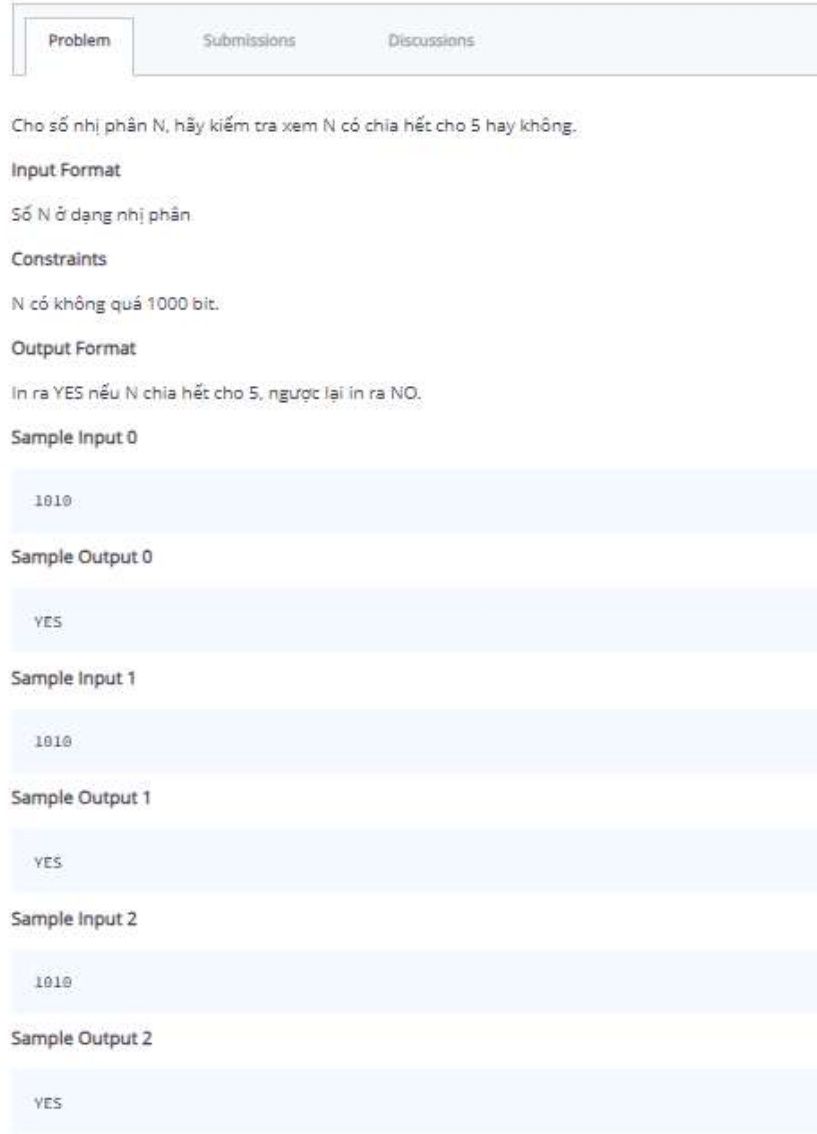 Problem Submissions Discussions
Cho số nhị phân N, hãy kiểm tra xem N có chia hết cho 5 hay không.
Input Format
Số N ở dạng nhị phân
Constraints
N có không quá 1000 bit.
Output Format
In ra YES nếu N chia hết cho 5, ngược lại in ra NO.
Sample Input 0
1010
Sample Output 0
YES
Sample Input 1
1010
Sample Output 1
YES
Sample Input 2
1010
Sample Output 2
YES